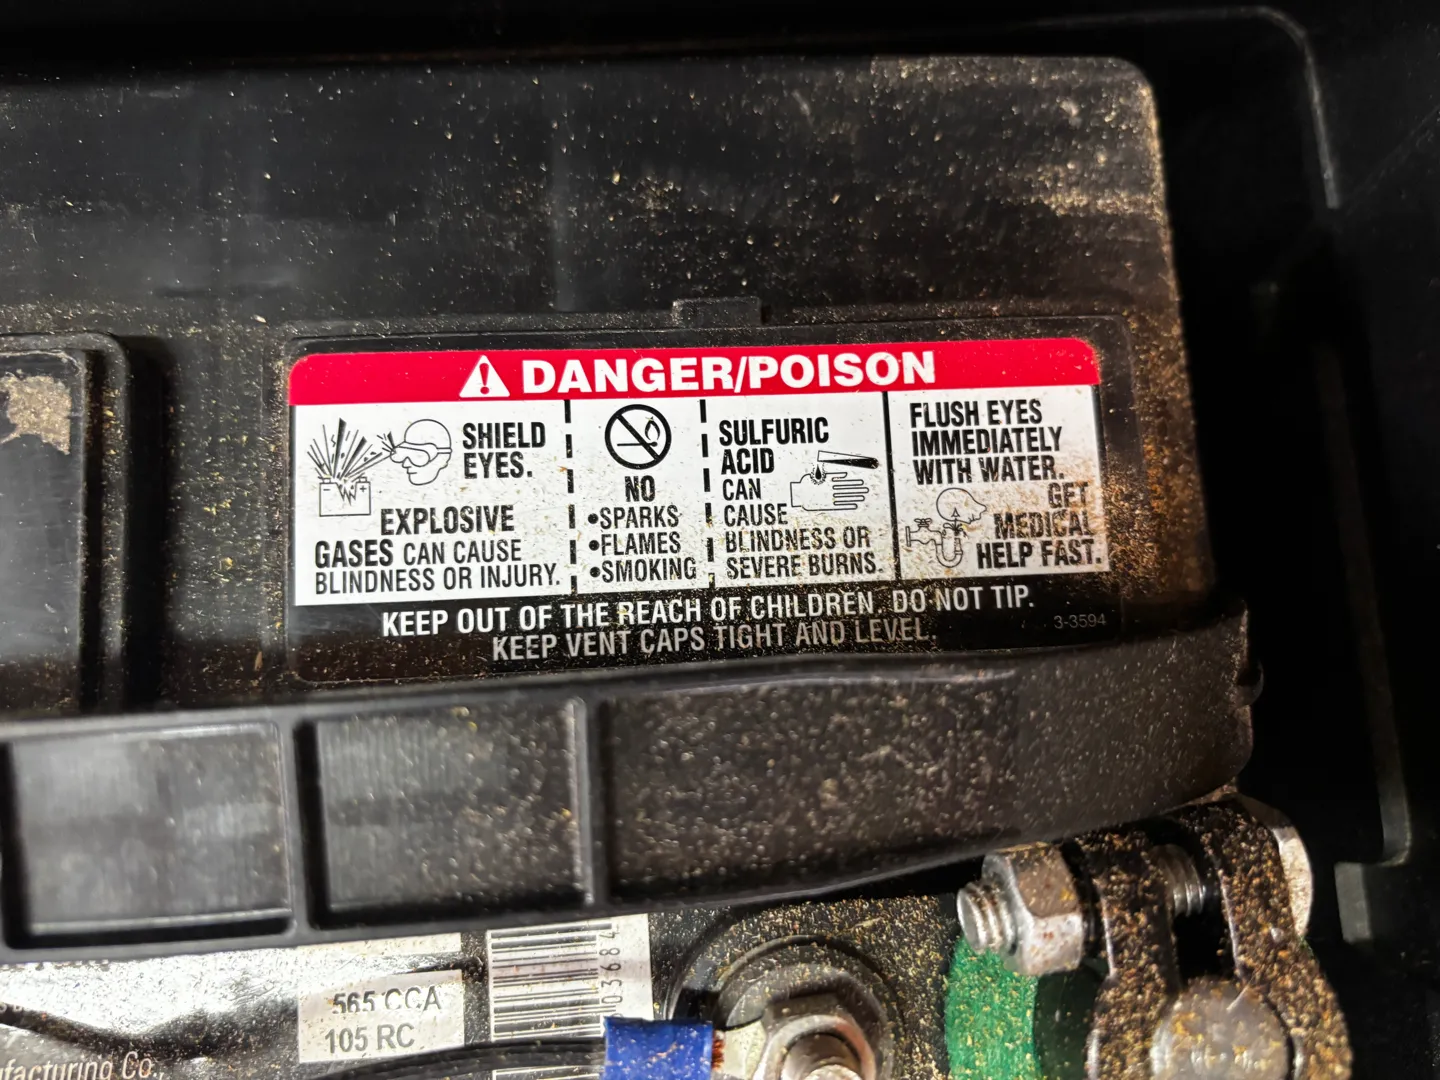 DANGER/POISON
SHIELD
EYES.
EXPLOSIVE
GASES CAN CAUSE
BLINDNESS OR INJURY.
NO
•SPARKS
•FLAMES
•SMOKING
SULFURIC
ACID
CAN
CAUSE
BLINDNESS OR
SEVERE BURNS.
FLUSH EYES
IMMEDIATELY
WITH WATER.
GET
MEDICAL
HELP FAST.
KEEP OUT OF THE REACH OF CHILDREN. DO NOT TIP.
KEEP VENT CAPS TIGHT AND LEVEL.
3-3594
565 CCA
105 RC
Co.,